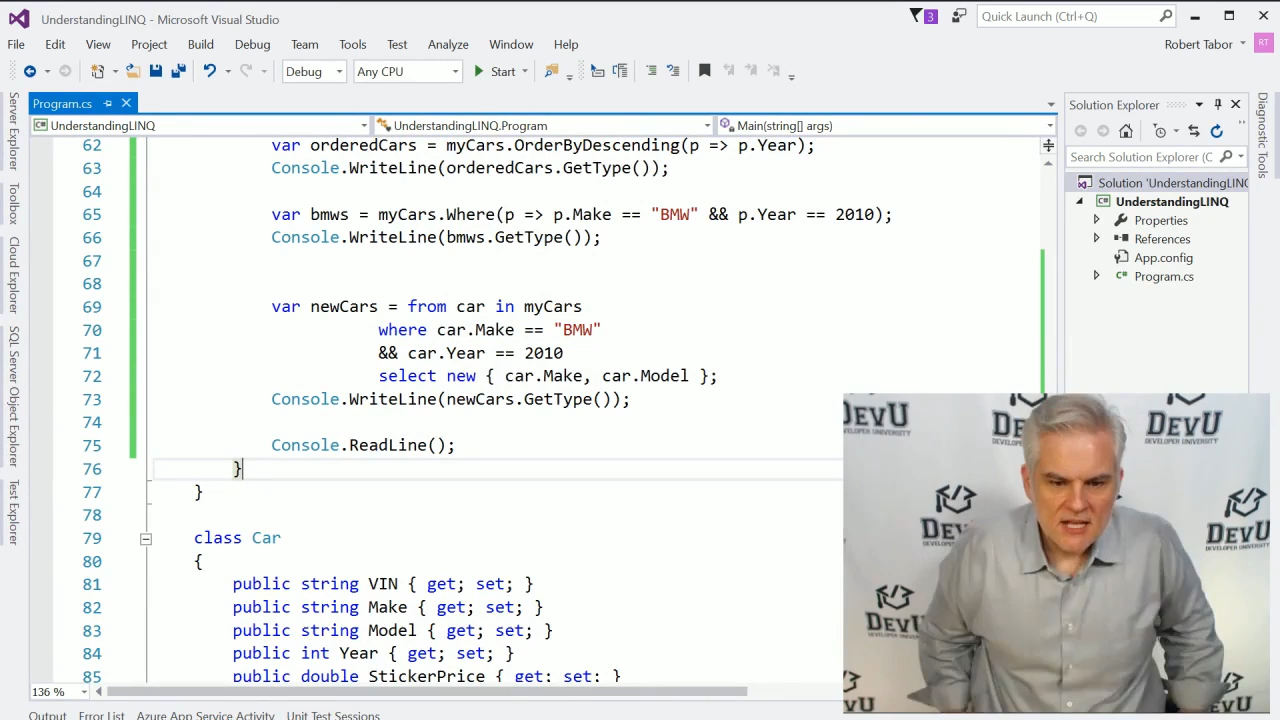 UnderstandingLINQ - Microsoft Visual Studio
3
Quick Launch (Ctrl+Q)
File Edit View Project Build Debug Team Tools Test Analyze Window Help
Robert Tabor
RT
Debug
Any CPU
Start
Server Explorer
Toolbox
Cloud Explorer
SQL Server Object Explorer
Test Explorer
Program.cs
UnderstandingLINQ
UnderstandingLINQ.Program
Main(string[] args)
62 var orderedCars = myCars.OrderByDescending(p => p.Year);
63 Console.WriteLine(orderedCars.GetType());
64
65 var bmws = myCars.Where(p => p.Make == "BMW" && p.Year == 2010);
66 Console.WriteLine(bmws.GetType());
67
68
69 var newCars = from car in myCars
70 where car.Make == "BMW"
71 && car.Year == 2010
72 select new { car.Make, car.Model };
73 Console.WriteLine(newCars.GetType());
74
75 Console.ReadLine();
76 }
77 }
78
79 class Car
80 {
81 public string VIN { get; set; }
82 public string Make { get; set; }
83 public string Model { get; set; }
84 public int Year { get; set; }
85 public double StickerPrice { get; set; }
136 %
Output Error List Azure App Service Activity Unit Test Sessions
Solution Explorer
Search Solution Explorer (C
Solution 'UnderstandingLINQ
UnderstandingLINQ
Properties
References
App.config
Program.cs
Diagnostic Tools
DEVU
DEVELOPER UNIVERSITY
DEVU
DEVELOPER UNIVERSITY